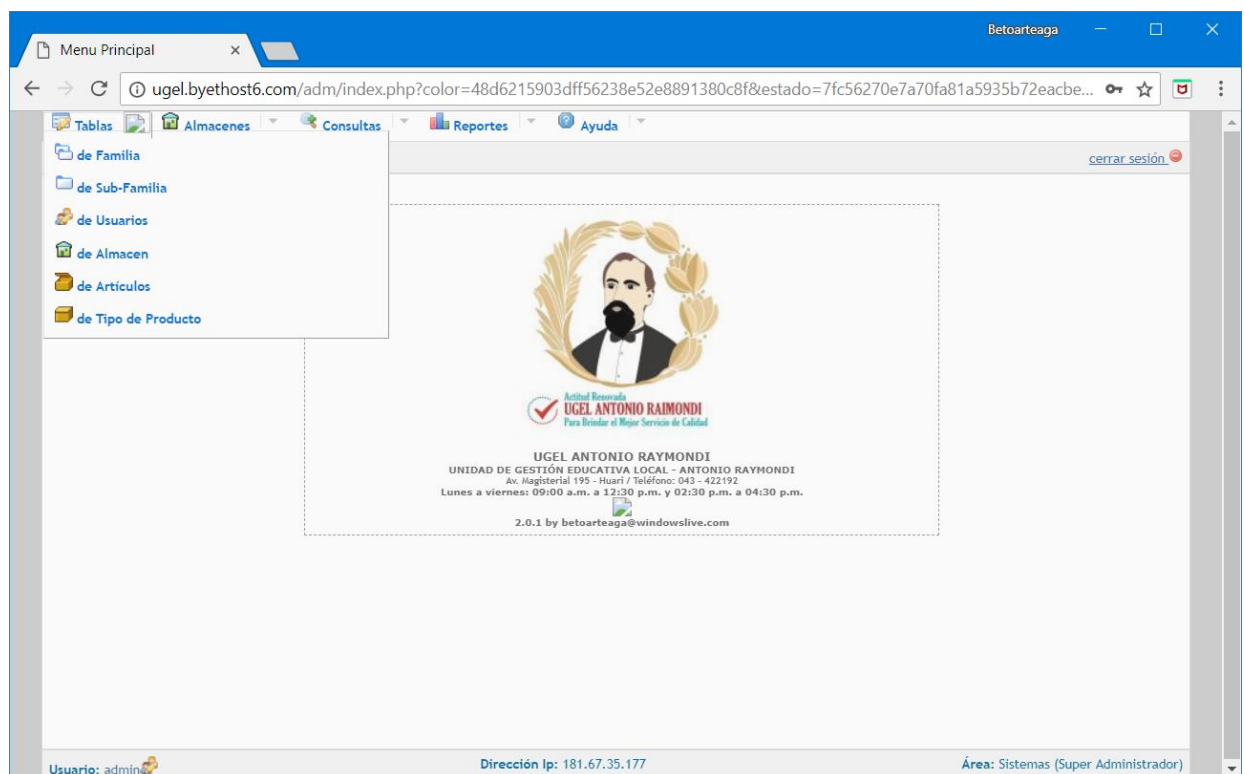 Betoarteaga
Menu Principal
ugel.byethost6.com/adm/index.php?color=48d6215903dff56238e52e8891380c8f&estado=7fc56270e7a70fa81a5935b72eacbe...
Tablas Almacenes Consultas Reportes Ayuda
de Familia
cerrar sesión
de Sub-Familia
de Usuarios
de Almacen
de Artículos
de Tipo de Producto
Actitud Renovada
UGEL ANTONIO RAIMONDI
Para Brindar el Mejor Servicio de Calidad
UGEL ANTONIO RAYMONDI
UNIDAD DE GESTIÓN EDUCATIVA LOCAL - ANTONIO RAYMONDI
Av. Magisterial 195 - Huari / Teléfono: 043 - 422192
Lunes a viernes: 09:00 a.m. a 12:30 p.m. y 02:30 p.m. a 04:30 p.m.
2.0.1 by betoarteaga@windowslive.com
Usuario: admin Dirección Ip: 181.67.35.177 Área: Sistemas (Super Administrador)